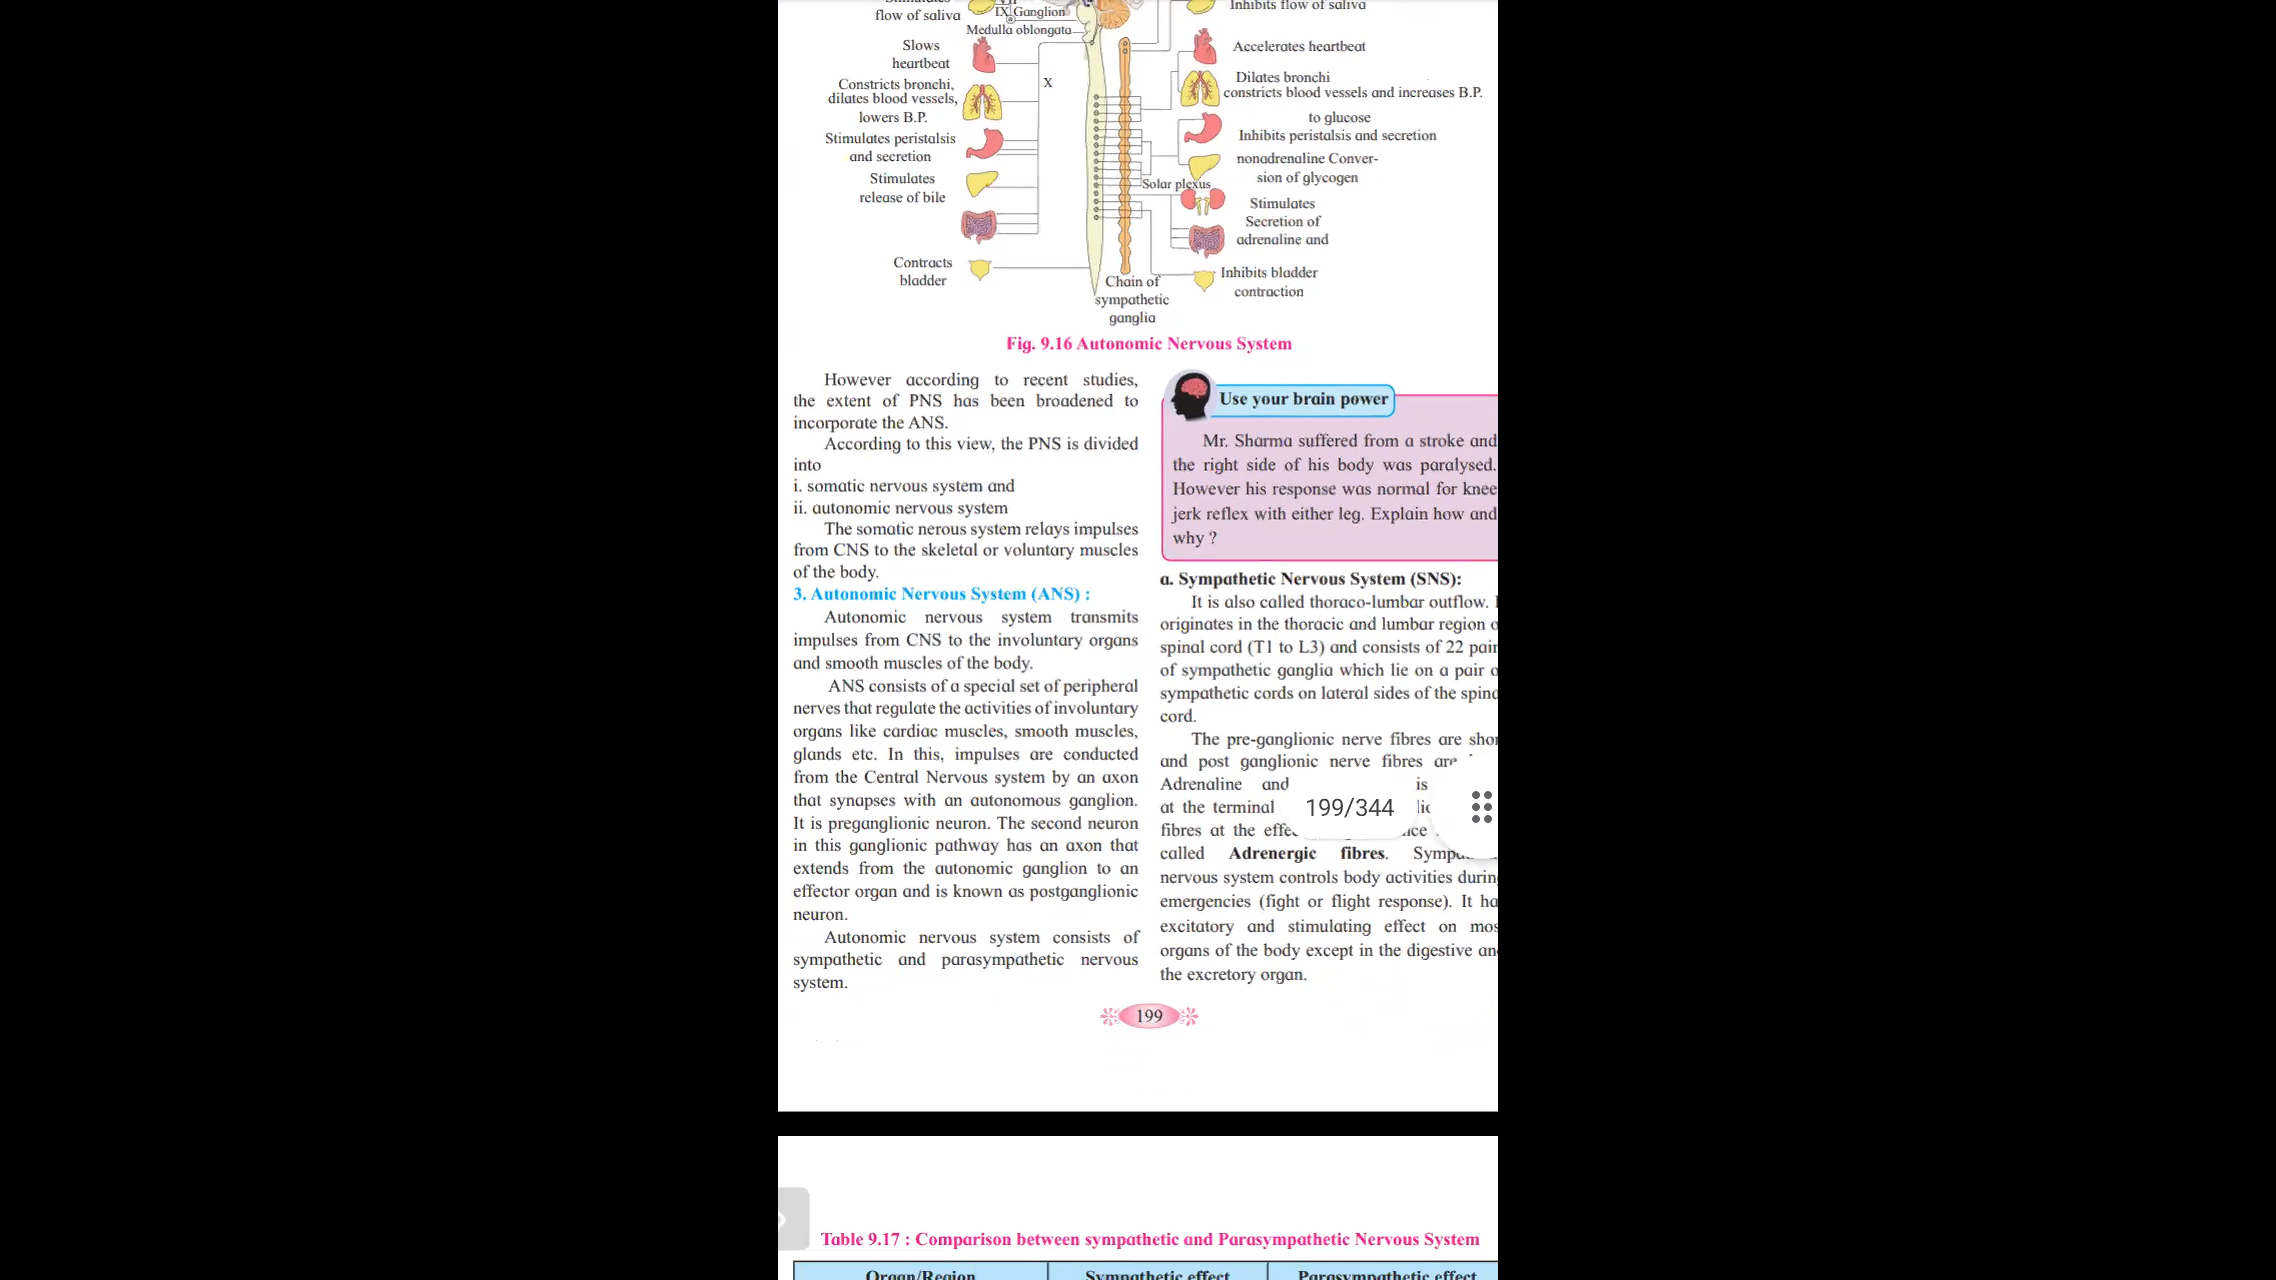 flow of saliva
IX Ganglion
Medulla oblongata
Slows
heartbeat
X
Constricts bronchi,
dilates blood vessels,
lowers B.P.
Stimulates peristalsis
and secretion
Stimulates
release of bile
Contracts
bladder
Inhibits flow of saliva
Accelerates heartbeat
Dilates bronchi
constricts blood vessels and increases B.P.
to glucose
Inhibits peristalsis and secretion
nonadrenaline Conver-
sion of glycogen
Solar plexus
Stimulates
Secretion of
adrenaline and
Inhibits bladder
contraction
Chain of
sympathetic
ganglia
Fig. 9.16 Autonomic Nervous System
However according to recent studies,
the extent of PNS has been broadened to
incorporate the ANS.
According to this view, the PNS is divided
into
i. somatic nervous system and
ii. autonomic nervous system
The somatic nerous system relays impulses
from CNS to the skeletal or voluntary muscles
of the body.
3. Autonomic Nervous System (ANS) :
Autonomic nervous system transmits
impulses from CNS to the involuntary organs
and smooth muscles of the body.
ANS consists of a special set of peripheral
nerves that regulate the activities of involuntary
organs like cardiac muscles, smooth muscles,
glands etc. In this, impulses are conducted
from the Central Nervous system by an axon
that synapses with an autonomous ganglion.
It is preganglionic neuron. The second neuron
in this ganglionic pathway has an axon that
extends from the autonomic ganglion to an
effector organ and is known as postganglionic
neuron.
Autonomic nervous system consists of
sympathetic and parasympathetic nervous
system.
Use your brain power
Mr. Sharma suffered from a stroke and
the right side of his body was paralysed.
However his response was normal for knee
jerk reflex with either leg. Explain how and
why ?
a. Sympathetic Nervous System (SNS):
It is also called thoraco-lumbar outflow.
originates in the thoracic and lumbar region
spinal cord (T1 to L3) and consists of 22 pair
of sympathetic ganglia which lie on a pair
sympathetic cords on lateral sides of the
cord.
The pre-ganglionic nerve fibres are
and post ganglionic nerve fibres are
Adrenaline and is
at the terminal
fibres at the
called Adrenergic fibres.
nervous system controls body activities
emergencies (fight or flight response). It
excitatory and stimulating effect on
organs of the body except in the digestive
the excretory organ.
199/344
199
Table 9.17 : Comparison between sympathetic and Parasympathetic Nervous System
Organ/Region
Sympathetic effect
Parasympathetic effect